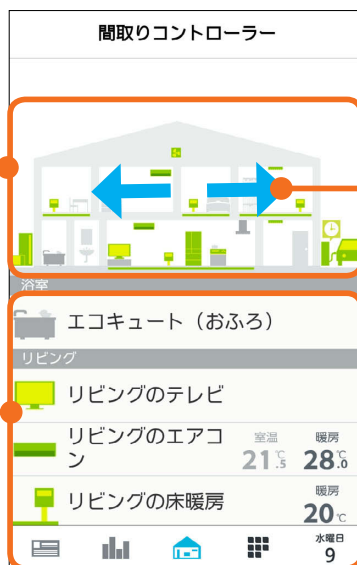 間取りコントローラー
浴室
エコキュート（おふろ）
リビング
リビングのテレビ
リビングのエアコ
ン
室温
21.5℃
暖房
28.0℃
リビングの床暖房
暖房
20℃
水曜日
9